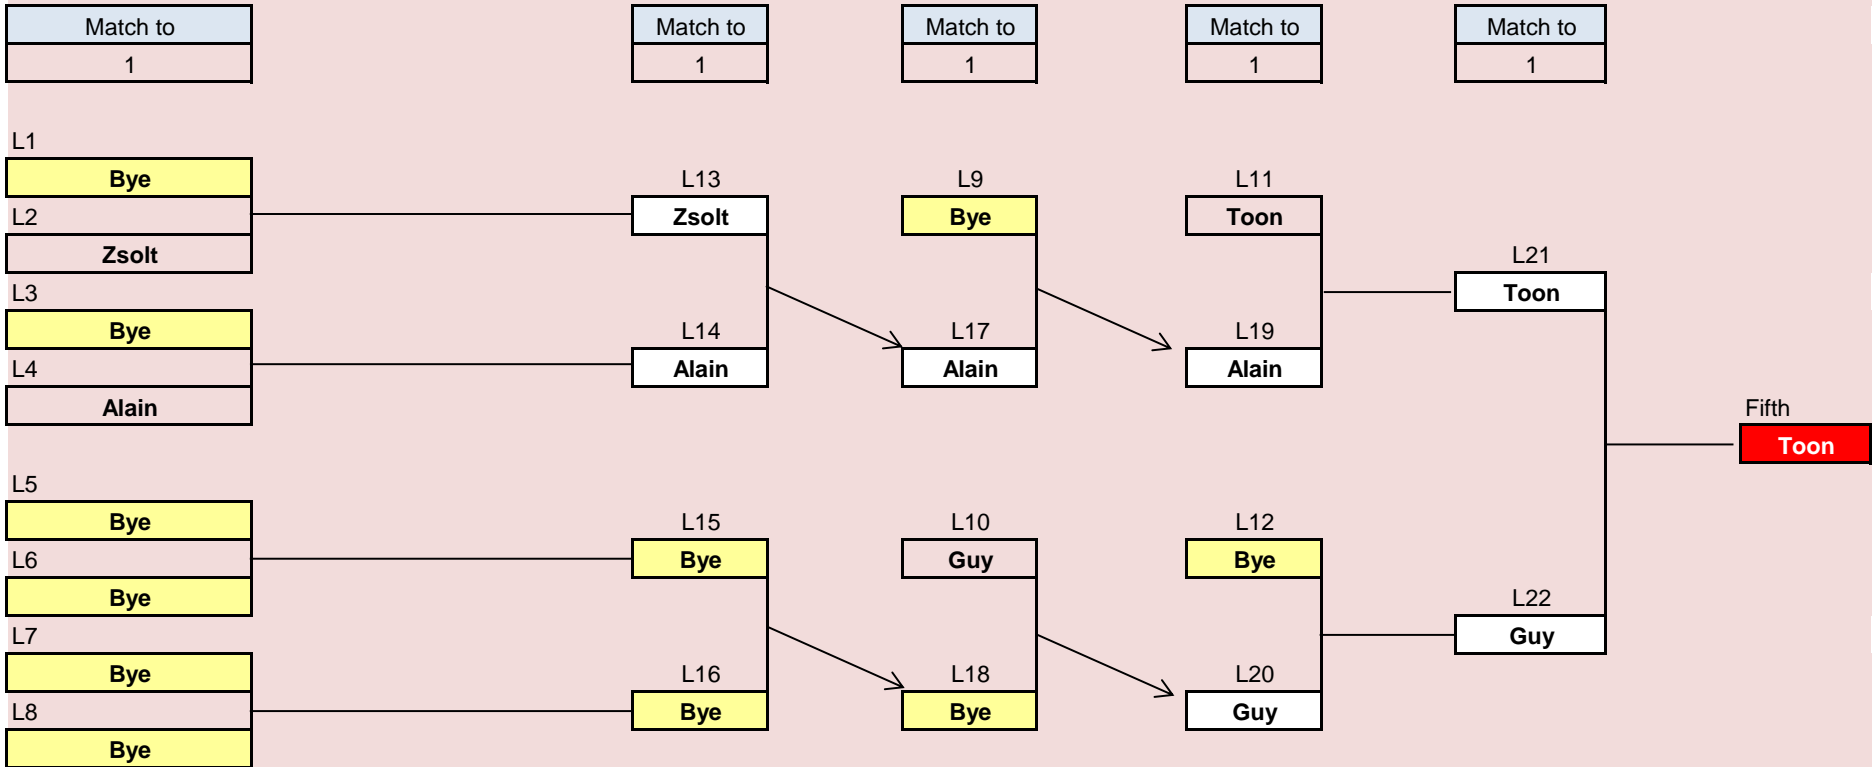 Match to Match to Match to Match to Match to
1 1 1 1 1
L1
Bye L13 L9 L11
L2 Zsolt Bye Toon
Zsolt L21
L3 Toon
Bye L14 L17 L19
L4 Alain Alain Alain
Alain Fifth
Toon
L5
Bye L15 L10 L12
L6 Bye Guy Bye
Bye L22
L7 Guy
Bye L16 L18 L20
L8 Bye Bye Guy
Bye